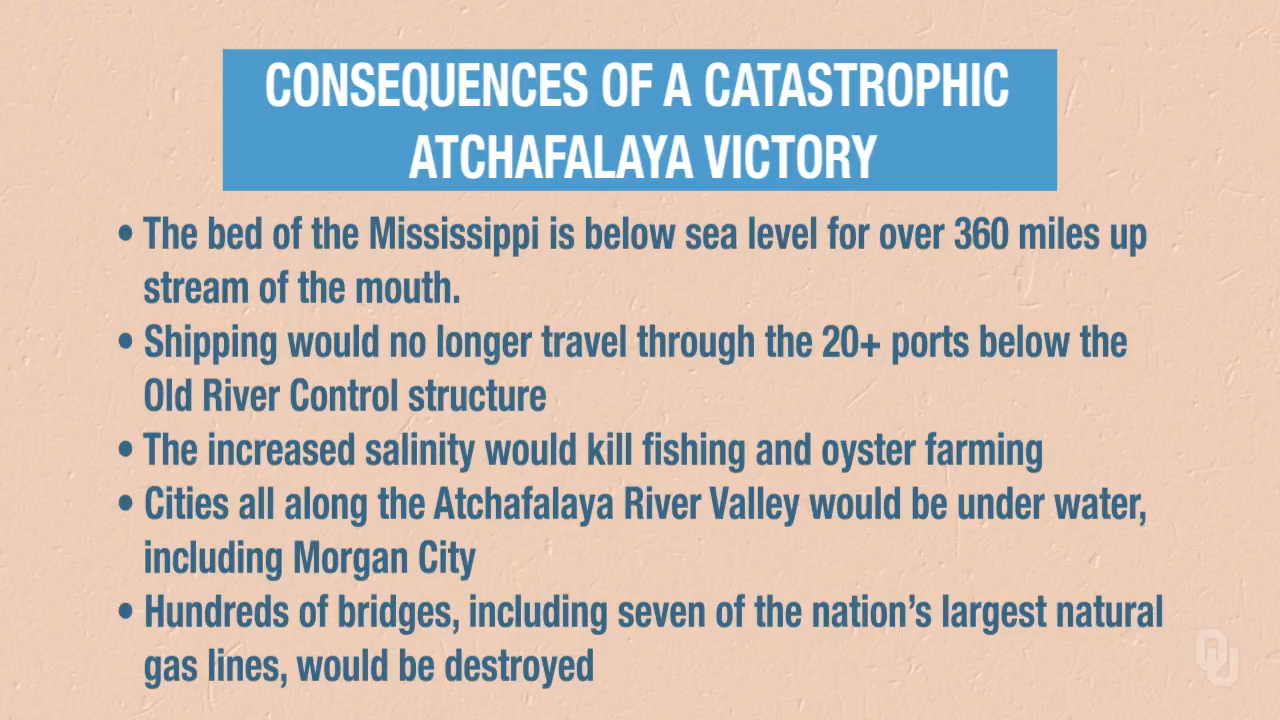 CONSEQUENCES OF A CATASTROPHIC
ATCHAFALAYA VICTORY
• The bed of the Mississippi is below sea level for over 360 miles up
stream of the mouth.
• Shipping would no longer travel through the 20+ ports below the
Old River Control structure
• The increased salinity would kill fishing and oyster farming
• Cities all along the Atchafalaya River Valley would be under water,
including Morgan City
• Hundreds of bridges, including seven of the nation’s largest natural
gas lines, would be destroyed
OU